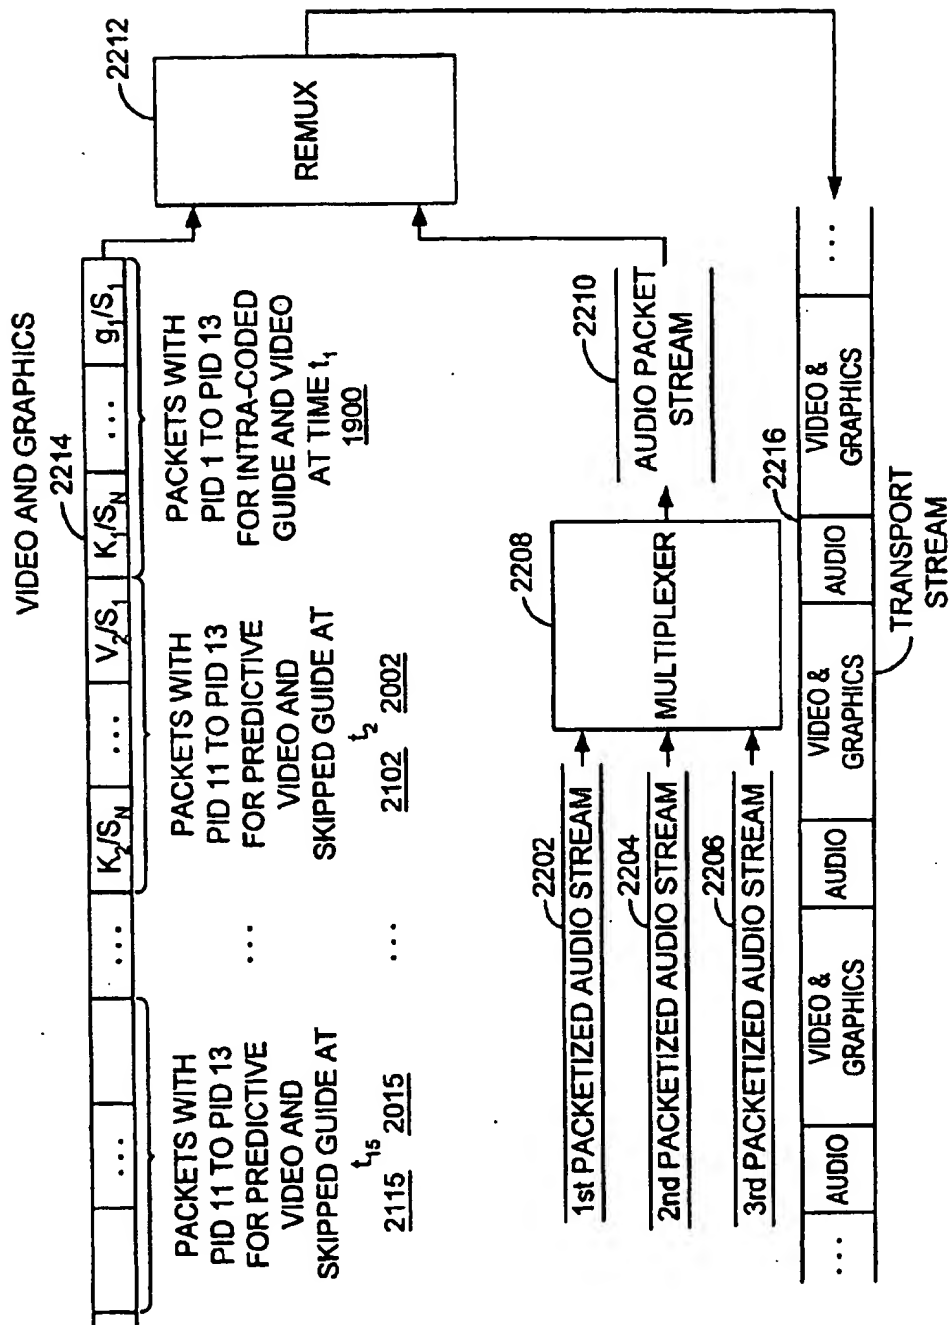 VIDEO AND GRAPHICS
2214
K₂/Sₙ
...
V₂/S₁
K₁/Sₙ
...
g₁/S₁
...
...
PACKETS WITH
PID 11 TO PID 13
FOR PREDICTIVE
VIDEO AND
SKIPPED GUIDE AT
t₁₅
2115 2015
...
...
PACKETS WITH
PID 11 TO PID 13
FOR PREDICTIVE
VIDEO AND
SKIPPED GUIDE AT
t₂
2102 2002
PACKETS WITH
PID 1 TO PID 13
FOR INTRA-CODED
GUIDE AND VIDEO
AT TIME t₁
1900
2212
REMUX
2202
1st PACKETIZED AUDIO STREAM
2204
2nd PACKETIZED AUDIO STREAM
2206
3rd PACKETIZED AUDIO STREAM
2208
MULTIPLEXER
2210
AUDIO PACKET
STREAM
2216
...
AUDIO
VIDEO &
GRAPHICS
AUDIO
VIDEO &
GRAPHICS
AUDIO
VIDEO &
GRAPHICS
...
TRANSPORT
STREAM